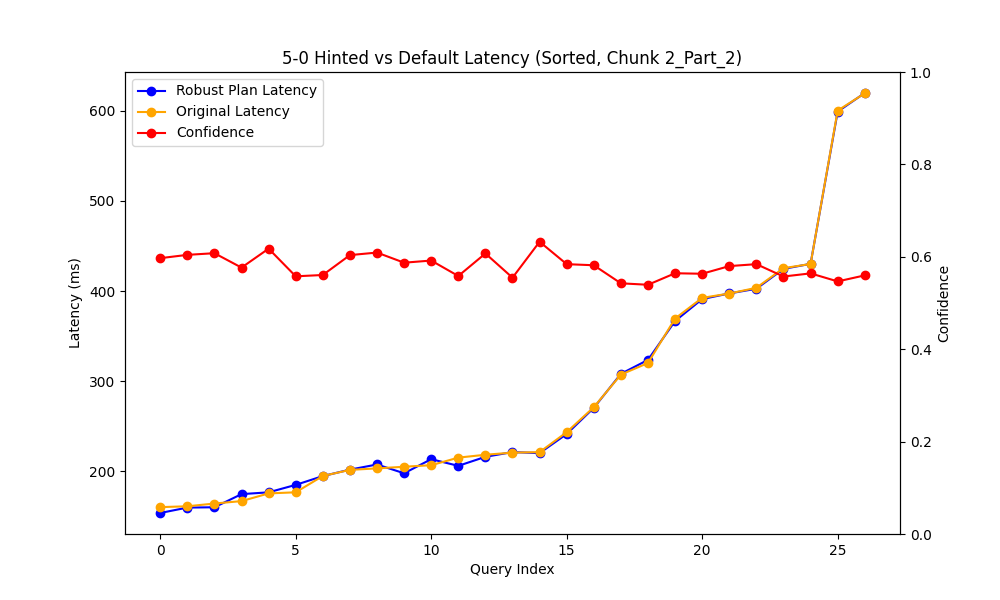 5-0 Hinted vs Default Latency (Sorted, Chunk 2_Part_2)
Robust Plan Latency
Original Latency
Confidence
Latency (ms)
600
500
400
300
200
1.0
0.8
0.6
0.4
0.2
0.0
Confidence
0 5 10 15 20 25
Query Index